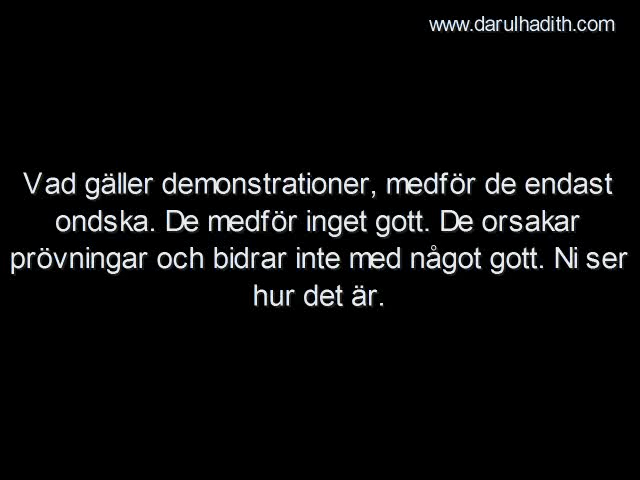 www.darulhadith.com
Vad gäller demonstrationer, medför de endast
ondska. De medför inget gott. De orsakar
prövningar och bidrar inte med något gott. Ni ser
hur det är.